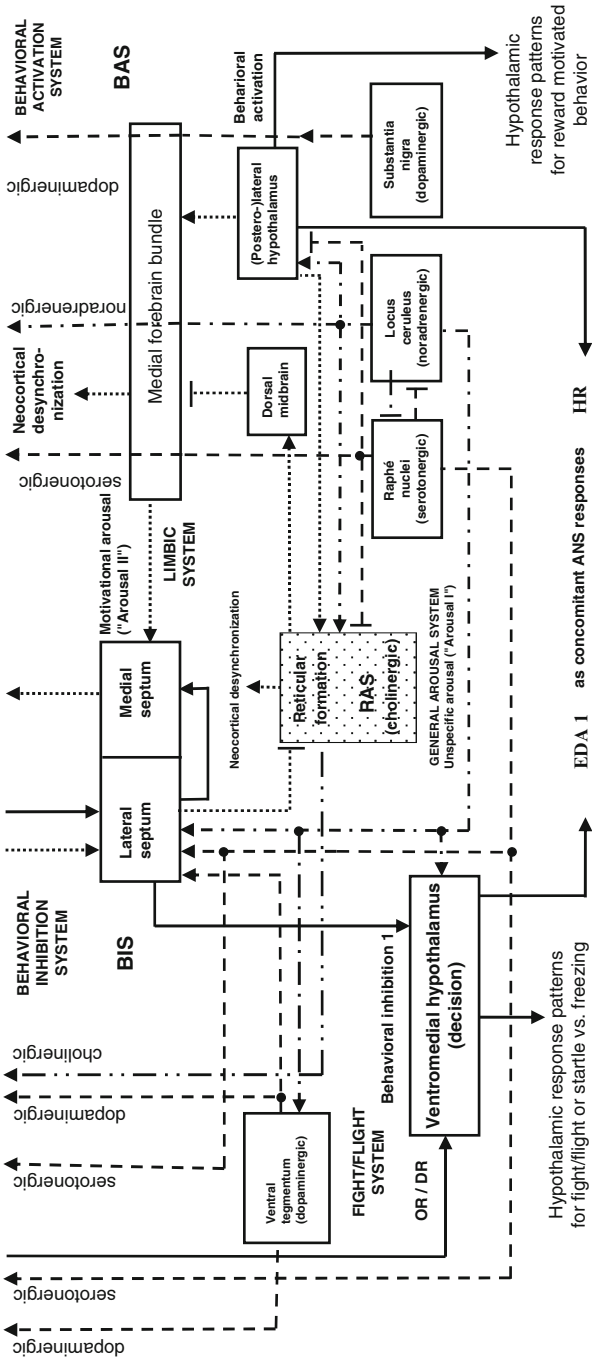 dopaminergic
serotonergic
serotonergic
dopaminergic
cholinergic
BEHAVIORAL
INHIBITION
SYSTEM
BIS
Lateral
septum
Medial
septum
Motivational arousal
("Arousal II")
LIMBIC
SYSTEM
serotonergic
Neocortical
desynchro-
nization
noradrenergic
dopaminergic
BEHAVIORAL
ACTIVATION
SYSTEM
BAS
Medial forebrain bundle
Ventral
tegmentum
(dopaminergic)
FIGHT/FLIGHT
SYSTEM
OR / DR
Behavioral inhibition 1
Neocortical desynchronization
Reticular
formation
RAS
(cholinergic)
GENERAL AROUSAL SYSTEM
Unspecific arousal ("Arousal I")
Dorsal
midbrain
(Postero-)lateral
hypothalamus
Beharioral
activation
Raphé
nuclei
(serotonergic)
Locus
ceruleus
(noradrenergic)
Substantia
nigra
(dopaminergic)
Ventromedial hypothalamus
(decision)
Hypothalamic response patterns
for fight/flight or startle vs. freezing
EDA 1
as concomitant ANS responses
HR
Hypothalamic
response patterns
for reward motivated
behavior